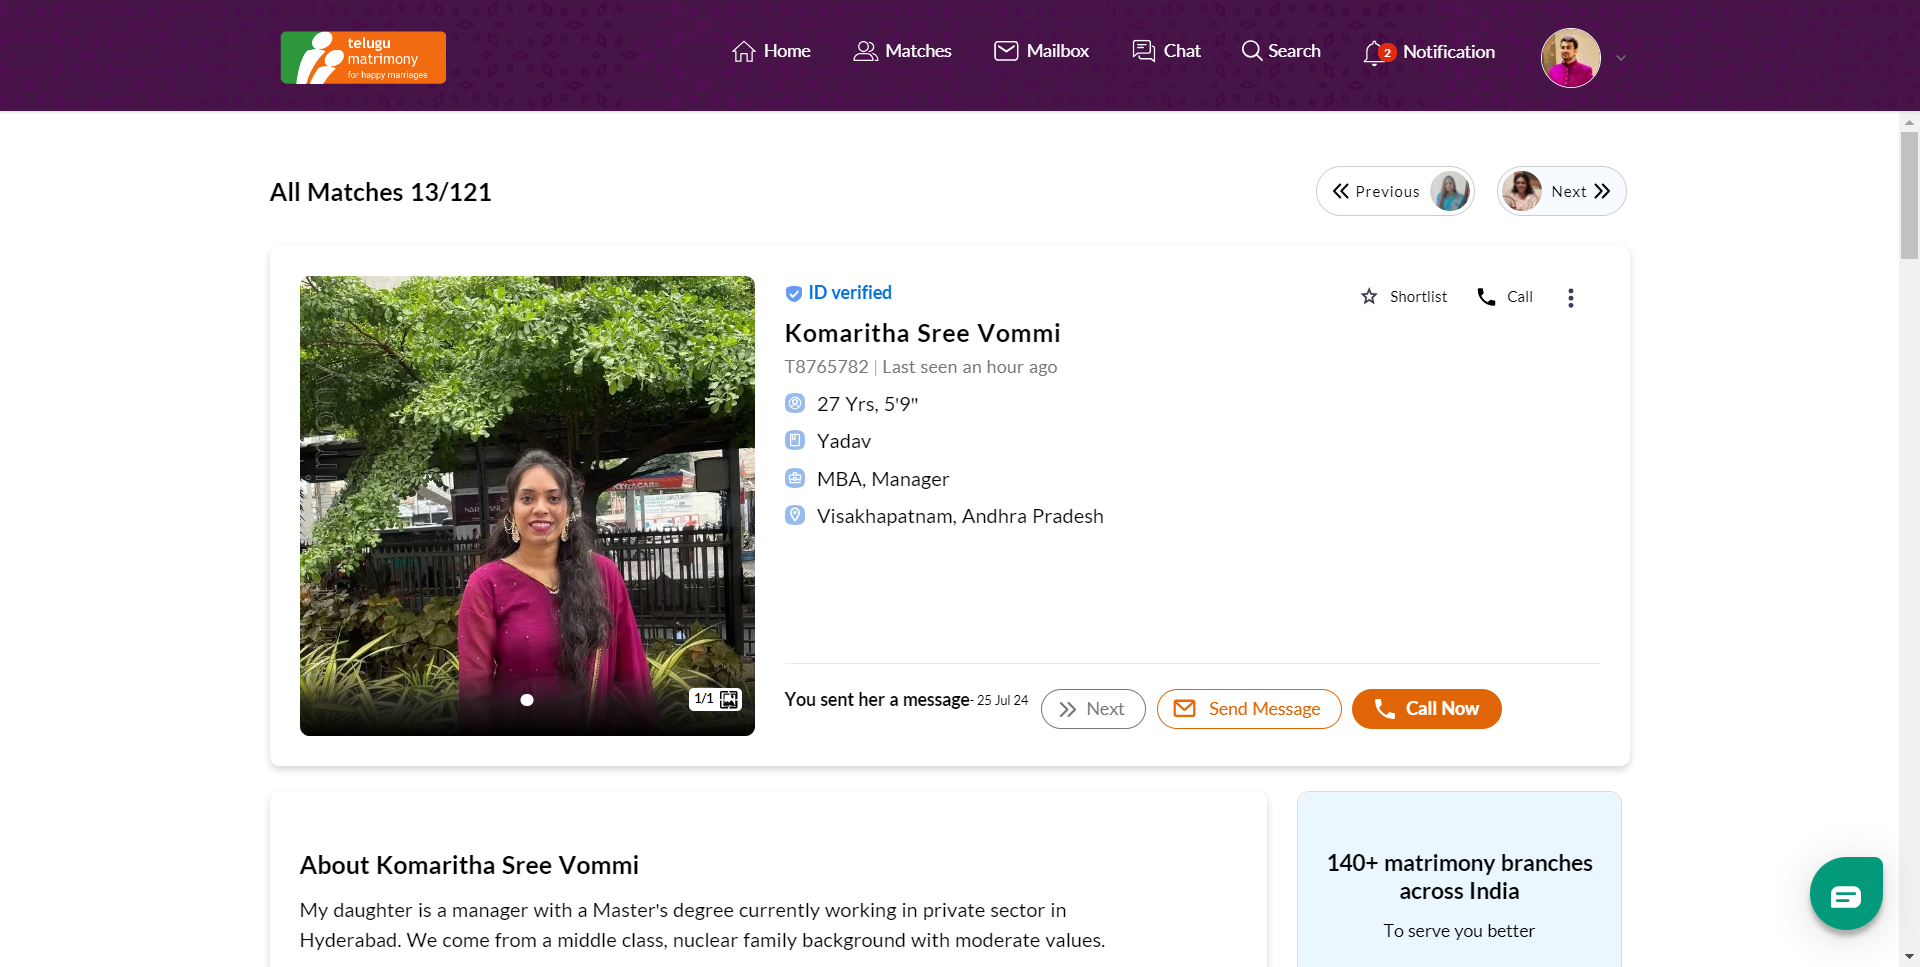 telugu
matrimony
for happy marriages
Home
Matches
Mailbox
Chat
Search
2
Notification
All Matches 13/121
Previous
Next
ID verified
Shortlist
Call
Komaritha Sree Vommi
T8765782 | Last seen an hour ago
27 Yrs, 5'9"
Yadav
MBA, Manager
Visakhapatnam, Andhra Pradesh
1/1
You sent her a message- 25 Jul 24
Next
Send Message
Call Now
About Komaritha Sree Vommi
My daughter is a manager with a Master's degree currently working in private sector in
Hyderabad. We come from a middle class, nuclear family background with moderate values.
140+ matrimony branches
across India
To serve you better